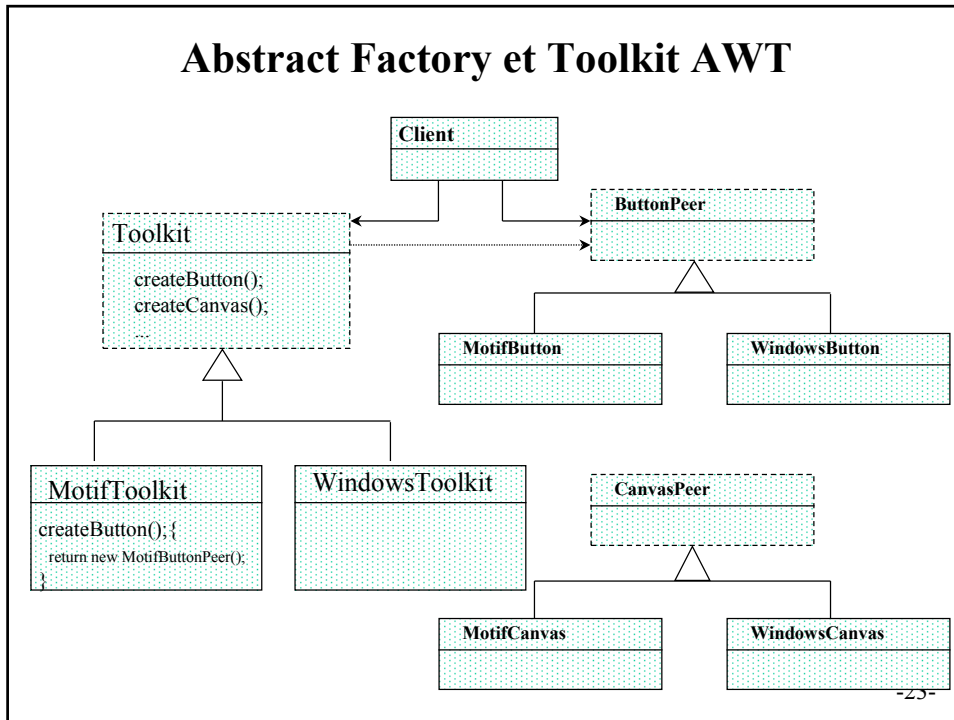 Abstract Factory et Toolkit AWT
Client
ButtonPeer
Toolkit
createButton();
createCanvas();
...
MotifButton
WindowsButton
MotifToolkit
createButton();{
return new MotifButtonPeer();
}
WindowsToolkit
CanvasPeer
MotifCanvas
WindowsCanvas